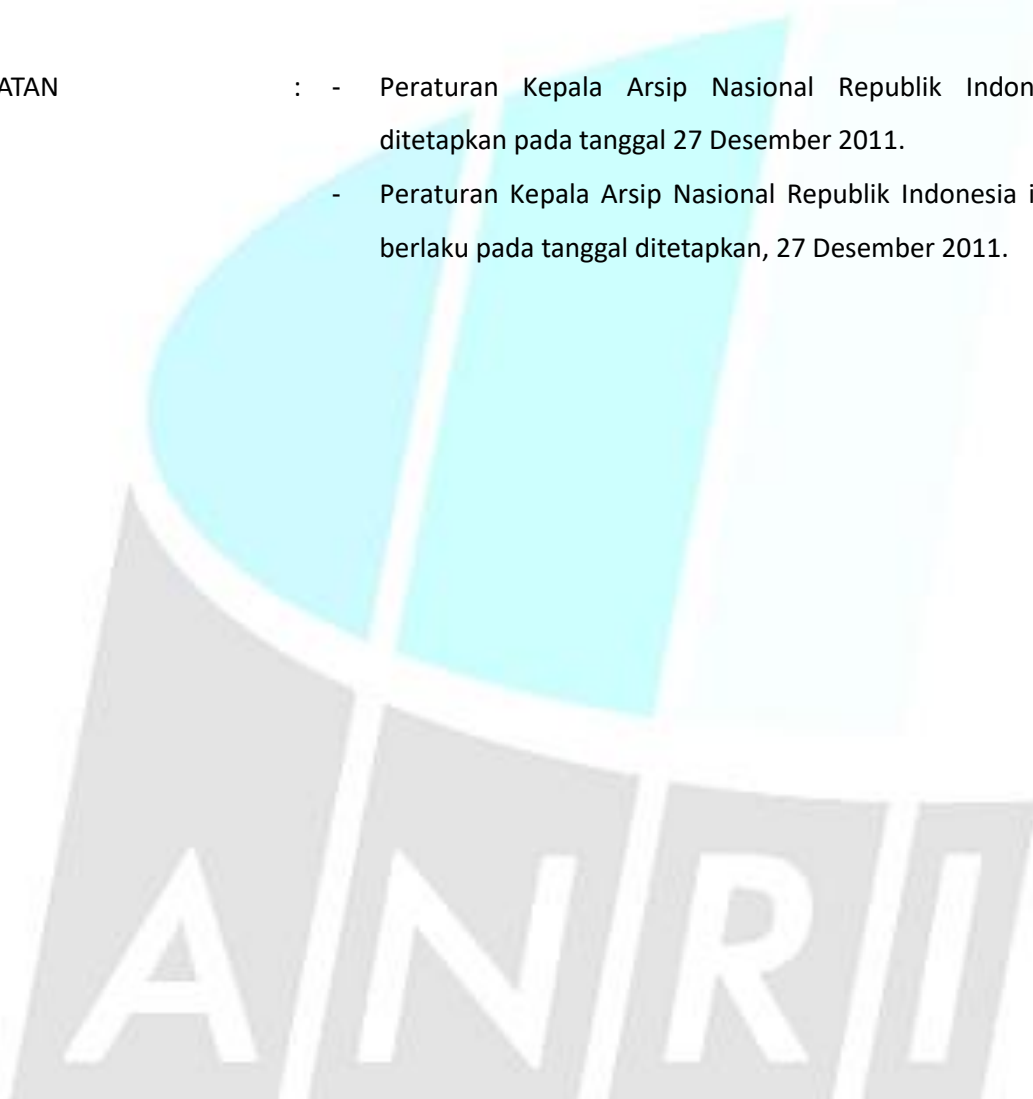 ATAN : - Peraturan Kepala Arsip Nasional Republik Indon
ditetapkan pada tanggal 27 Desember 2011.
- Peraturan Kepala Arsip Nasional Republik Indonesia i
berlaku pada tanggal ditetapkan, 27 Desember 2011.
ANRI